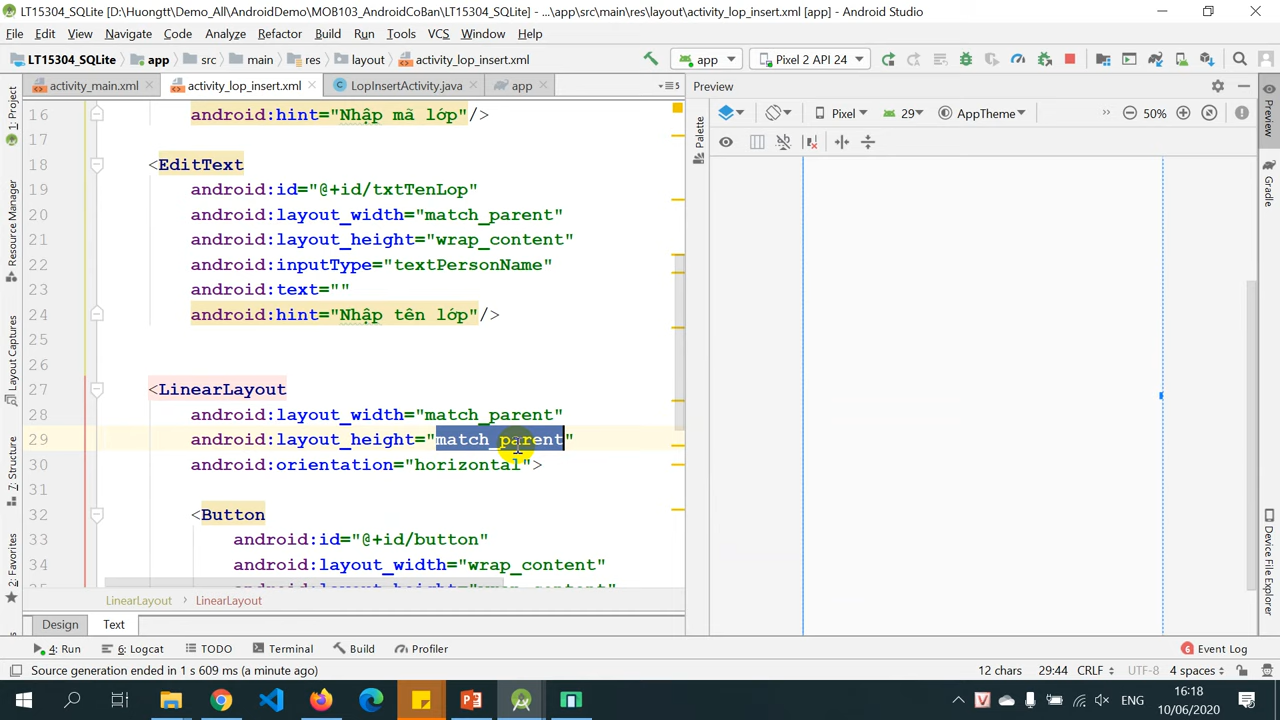 LT15304_SQLite [D:\Huongtt\Demo_All\AndroidDemo\MOB103_AndroidCoBan\LT15304_SQLite] - ...\app\src\main\res\layout\activity_lop_insert.xml [app] - Android Studio
File Edit View Navigate Code Analyze Refactor Build Run Tools VCS Window Help
LT15304_SQLite app src main res layout activity_lop_insert.xml app Pixel 2 API 24
activity_main.xml activity_lop_insert.xml LopInsertActivity.java app
Preview
Pixel 29 AppTheme 50%
16 android:hint="Nhập mã lớp"/>
17
18 <EditText
19 android:id="@+id/txtTenLop"
20 android:layout_width="match_parent"
21 android:layout_height="wrap_content"
22 android:inputType="textPersonName"
23 android:text=""
24 android:hint="Nhập tên lớp"/>
25
26
27 <LinearLayout
28 android:layout_width="match_parent"
29 android:layout_height="match_parent"
30 android:orientation="horizontal">
31
32 <Button
33 android:id="@+id/button"
34 android:layout_width="wrap_content"
1: Project
Resource Manager
Layout Captures
7: Structure
2: Favorites
Palette
Preview
Gradle
Device File Explorer
LinearLayout › LinearLayout
Design Text
4: Run 6: Logcat TODO Terminal Build Profiler 6 Event Log
Source generation ended in 1 s 609 ms (a minute ago) 12 chars 29:44 CRLF UTF-8 4 spaces
ENG 16:18
10/06/2020